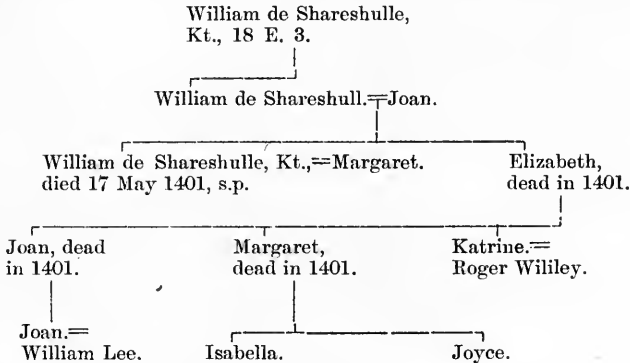 William de Shareshulle,
Kt., 18 E. 3.
William de Shareshull.=Joan.
William de Shareshulle, Kt.,=Margaret. Elizabeth,
died 17 May 1401, s.p. dead in 1401.
Joan, dead Margaret, Katrine.=
in 1401. dead in 1401. Roger Wililey.
Joan.=
William Lee. Isabella. Joyce.